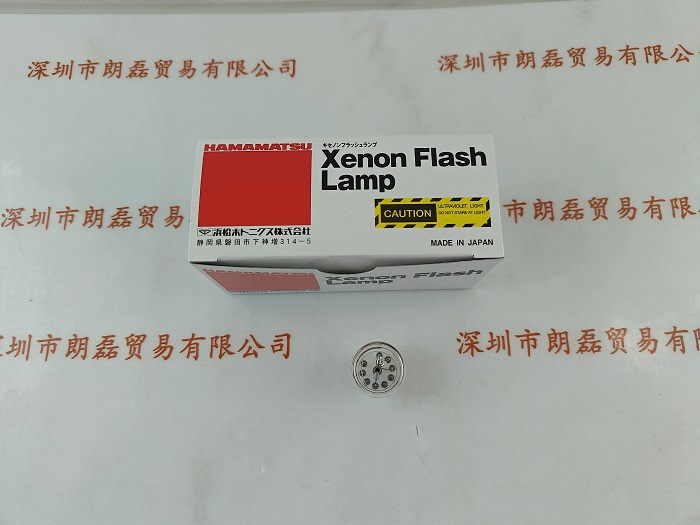 深圳市朗磊贸易有限公司
深圳市朗磊贸易有限公司
HAMAMATSU
キセノンフラッシュランプ
Xenon Flash
Lamp
CAUTION
ULTRAVIOLET LIGHT
DO NOT STARE AT LIGHT
浜松ホトニクス株式会社
静岡県磐田市下神増314-5
MADE IN JAPAN
深圳市朗磊贸易有限公司
深圳市朗磊贸易有限公司
Xenon Flash
Lamp
圳市朗磊贸易有限公司
深圳市朗磊贸易有限公司